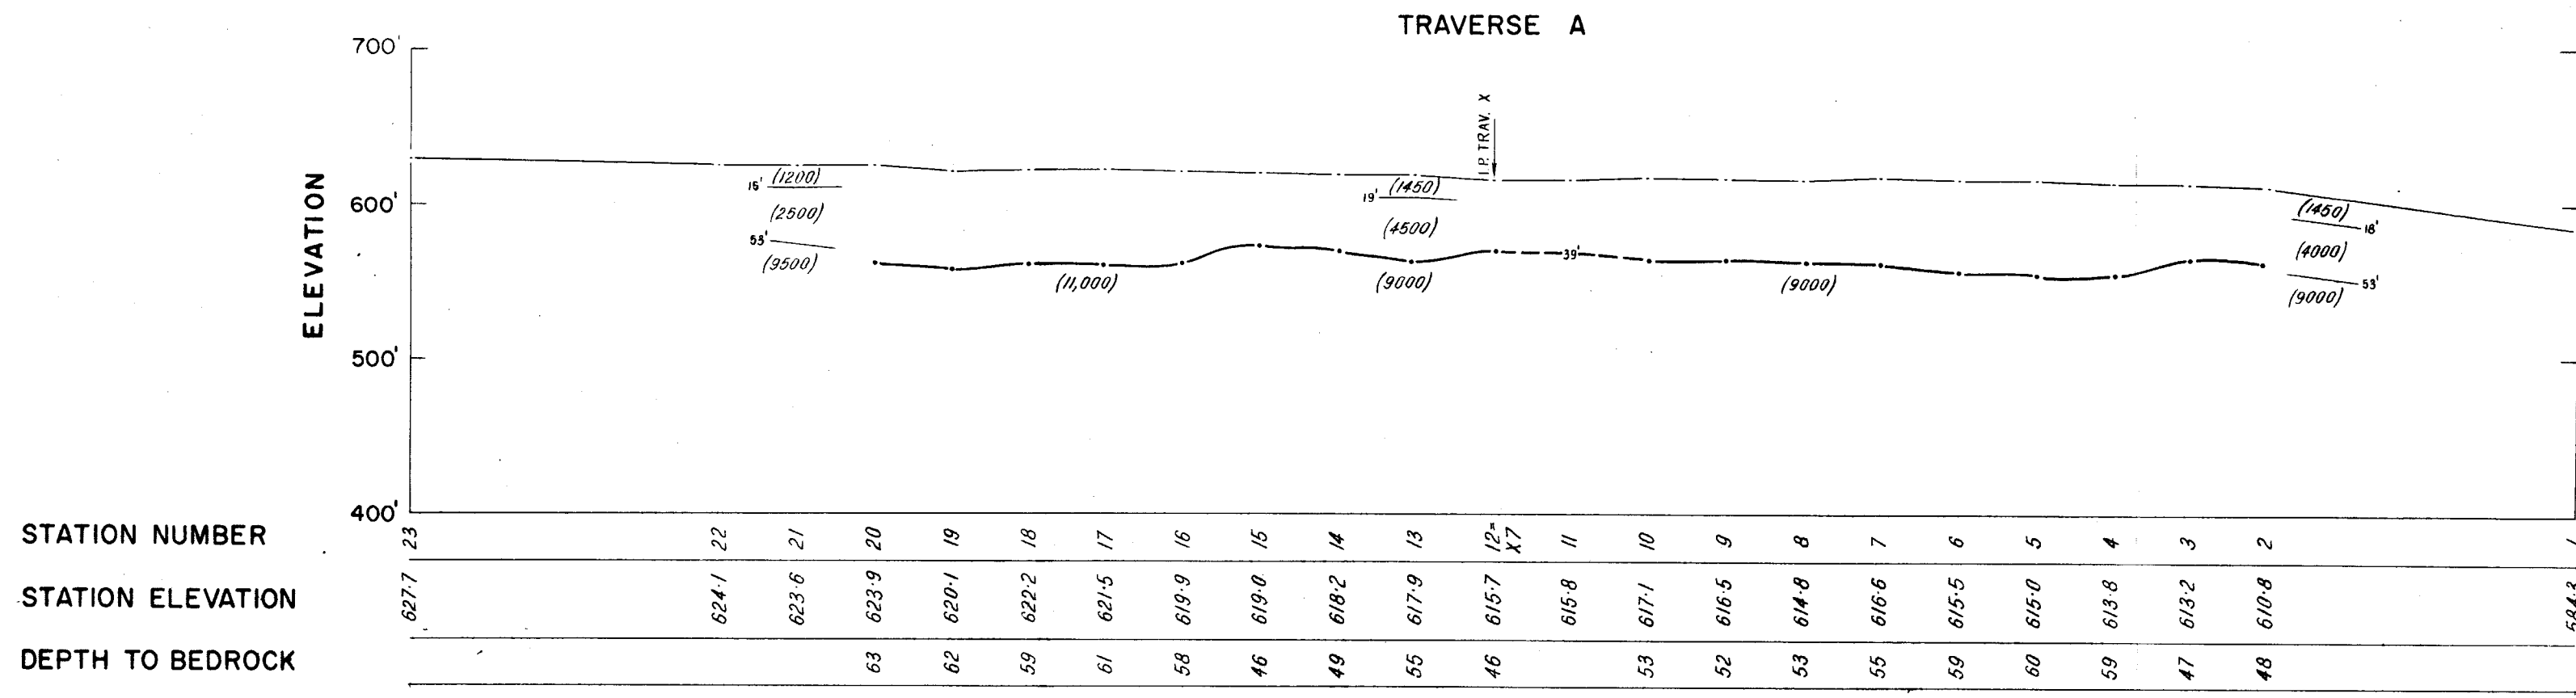 TRAVERSE A
700'
I.P. TRAV. X
ELEVATION
15' (1200)
19' (1450)
600'
(1450) 18'
(2500)
(4500)
(4000)
(9500)
39'
(11,000)
(9000)
(9000)
53'
(9000)
500'
400'
STATION NUMBER 23 22 21 20 19 18 17 16 15 14 13 12* X7 11 10 9 8 7 6 5 4 3 2 1
STATION ELEVATION 627.7 624.1 623.6 623.9 620.1 622.2 621.5 619.9 619.0 618.2 617.9 615.7 615.8 617.1 616.5 614.8 616.6 615.5 615.0 613.8 613.2 610.8
DEPTH TO BEDROCK 63 62 59 61 58 46 49 55 46 53 52 53 55 59 60 59 47 48